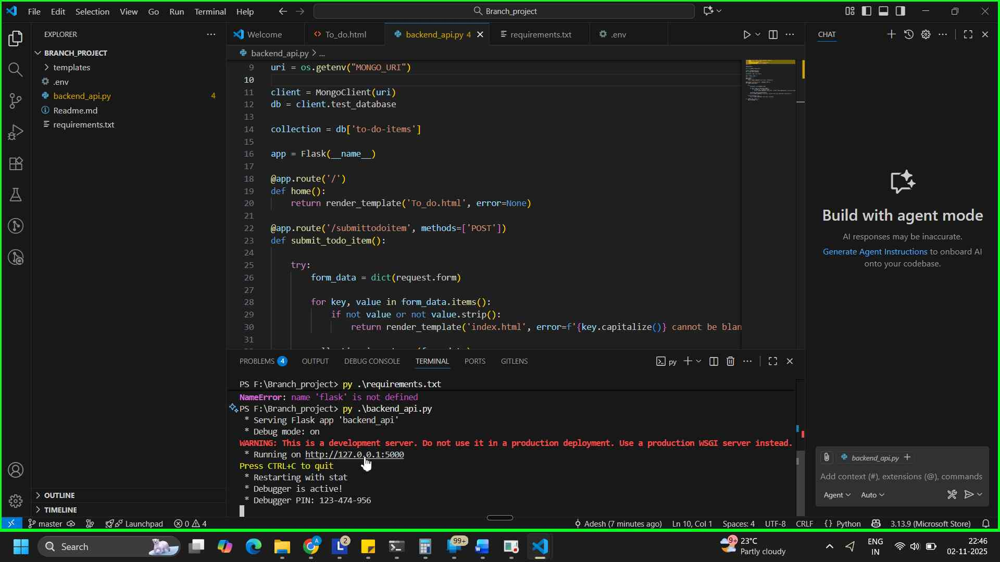 File Edit Selection View Go Run Terminal Help
Branch_project
EXPLORER
Welcome
To_do.html
backend_api.py 4
requirements.txt
.env
CHAT
BRANCH_PROJECT
templates
.env
backend_api.py 4
Readme.md
requirements.txt
backend_api.py > ...
9 uri = os.getenv("MONGO_URI")
10
11 client = MongoClient(uri)
12 db = client.test_database
13
14 collection = db['to-do-items']
15
16 app = Flask(__name__)
17
18 @app.route('/')
19 def home():
20 return render_template('To_do.html', error=None)
21
22 @app.route('/submittodoitem', methods=['POST'])
23 def submit_todo_item():
24
25 try:
26 form_data = dict(request.form)
27
28 for key, value in form_data.items():
29 if not value or not value.strip():
30 return render_template('index.html', error=f'{key.capitalize()} cannot be blan
31
Build with agent mode
AI responses may be inaccurate.
Generate Agent Instructions to onboard AI
onto your codebase.
PROBLEMS 4 OUTPUT DEBUG CONSOLE TERMINAL PORTS GITLENS
py
PS F:\Branch_project> py .\requirements.txt
NameError: name 'flask' is not defined
PS F:\Branch_project> py .\backend_api.py
* Serving Flask app 'backend_api'
* Debug mode: on
WARNING: This is a development server. Do not use it in a production deployment. Use a production WSGI server instead.
* Running on http://127.0.0.1:5000
Press CTRL+C to quit
* Restarting with stat
* Debugger is active!
* Debugger PIN: 123-474-956
backend_api.py
Add context (#), extensions (@), commands
Agent Auto
OUTLINE
TIMELINE
master Launchpad 0 4 Adesh (7 minutes ago) Ln 10, Col 1 Spaces: 4 UTF-8 CRLF {} Python 3.13.9 (Microsoft Store)
Search
A
2
99+
9+
23°C
Partly cloudy
ENG
IN
22:46
02-11-2025